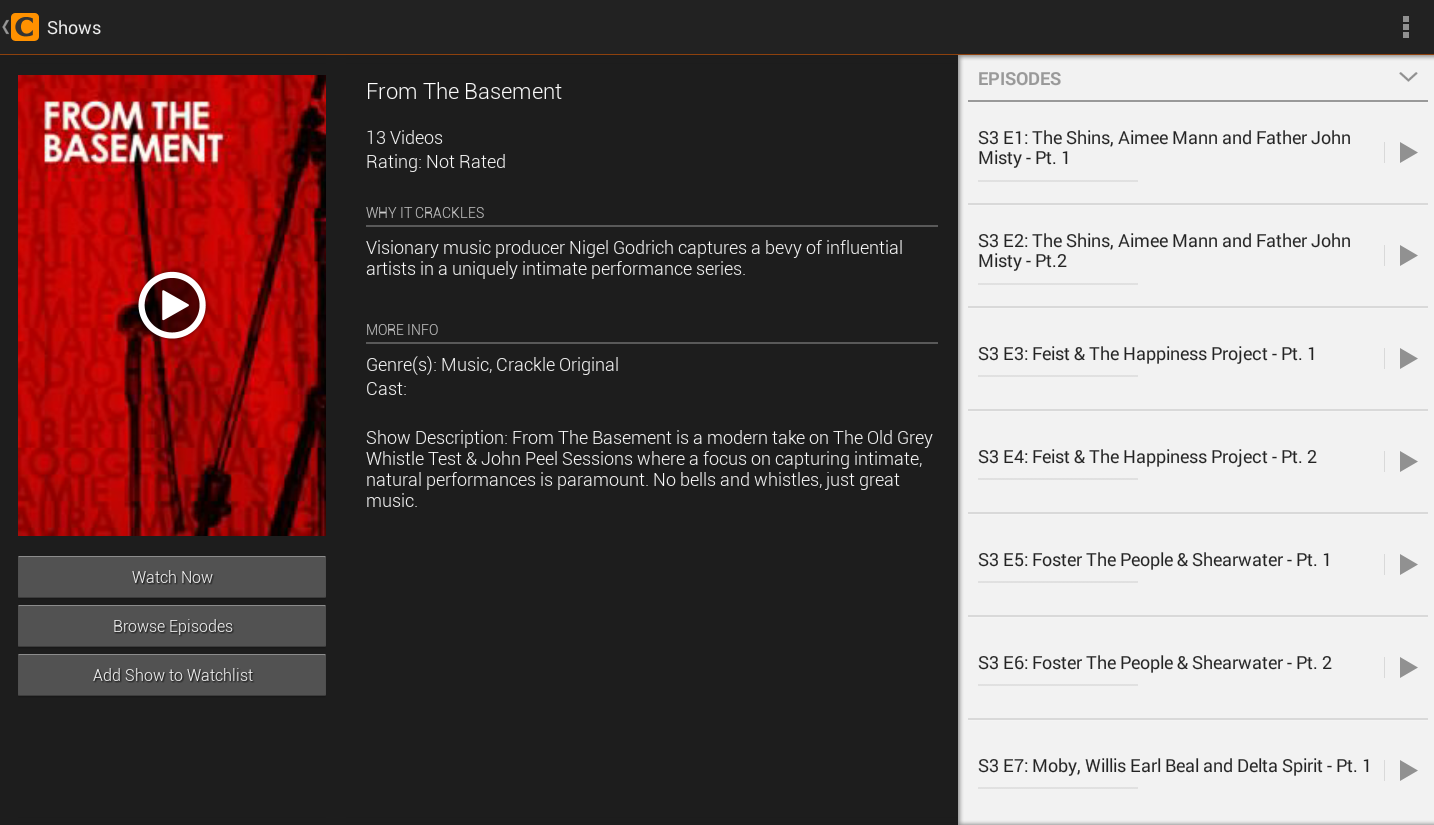 C Shows
FROM THE
BASEMENT
Watch Now
Browse Episodes
Add Show to Watchlist
From The Basement
13 Videos
Rating: Not Rated
WHY IT CRACKLES
Visionary music producer Nigel Godrich captures a bevy of influential
artists in a uniquely intimate performance series.
MORE INFO
Genre(s): Music, Crackle Original
Cast:
Show Description: From The Basement is a modern take on The Old Grey
Whistle Test & John Peel Sessions where a focus on capturing intimate,
natural performances is paramount. No bells and whistles, just great
music.
EPISODES
S3 E1: The Shins, Aimee Mann and Father John
Misty - Pt. 1
S3 E2: The Shins, Aimee Mann and Father John
Misty - Pt.2
S3 E3: Feist & The Happiness Project - Pt. 1
S3 E4: Feist & The Happiness Project - Pt. 2
S3 E5: Foster The People & Shearwater - Pt. 1
S3 E6: Foster The People & Shearwater - Pt. 2
S3 E7: Moby, Willis Earl Beal and Delta Spirit - Pt. 1